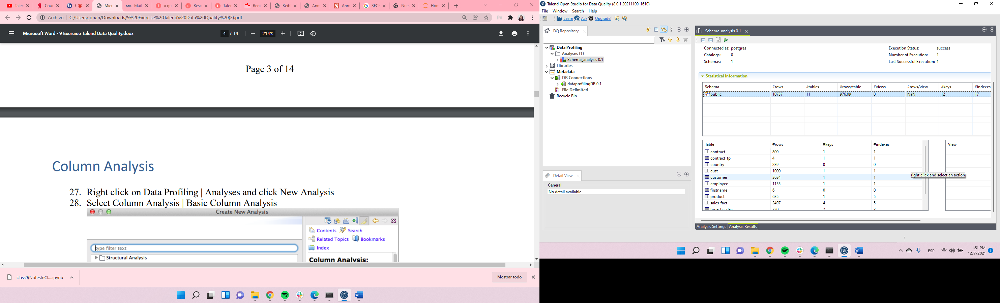 Taler
Cour
Micr
Mail
« gu
Resc
Taler
Regi
Beib
Anm
Anm
SECF
Nue
Hon
Archivo
C:/Users/johan/Downloads/9%20Exercise%20Talend%20Data%20Quality%20(3).pdf
Pv
Microsoft Word - 9 Exercise Talend Data Quality.docx
4 / 14
214%
Page 3 of 14
Column Analysis
27. Right click on Data Profiling | Analyses and click New Analysis
28. Select Column Analysis | Basic Column Analysis
Create New Analysis
type filter text
Structural Analysis
Contents Search
Related Topics Bookmarks
Index
Column Analysis:
class9(NotesInCl....ipynb
Mostrar todo
Talend Open Studio for Data Quality (8.0.1.20211109_1610)
File Window Search Help
Learn Ask Upgrade!
DQ Repository
Data Profiling
Analyses (1)
Schema_analysis 0.1
Libraries
Metadata
DB Connections
dataprofilingDB 0.1
File Delimited
Recycle Bin
Detail View
General
No detail available
Schema_analysis 0.1
Connected as: postgres Execution Status: success
Catalogs : 0 Number of Execution: 1
Schemas: 1 Last Successful Execution: 1
Statistical Information
Schema #rows #tables #rows/table #views #rows/view #keys #indexes
public 10737 11 976.09 0 NaN 12 17
Table #rows #keys #indexes View
contract 800 1 1
contract_tp 4 1 1
country 239 0 0
cust 1000 1 1
right click and select an action
customer 3634 1 1
employee 1155 1 1
firstname 6 0 0
product 635 1 5
sales_fact 2497 4 5
time_by_day 730 2 2
Analysis Settings Analysis Results
ESP
1:51 PM
12/7/2021
3